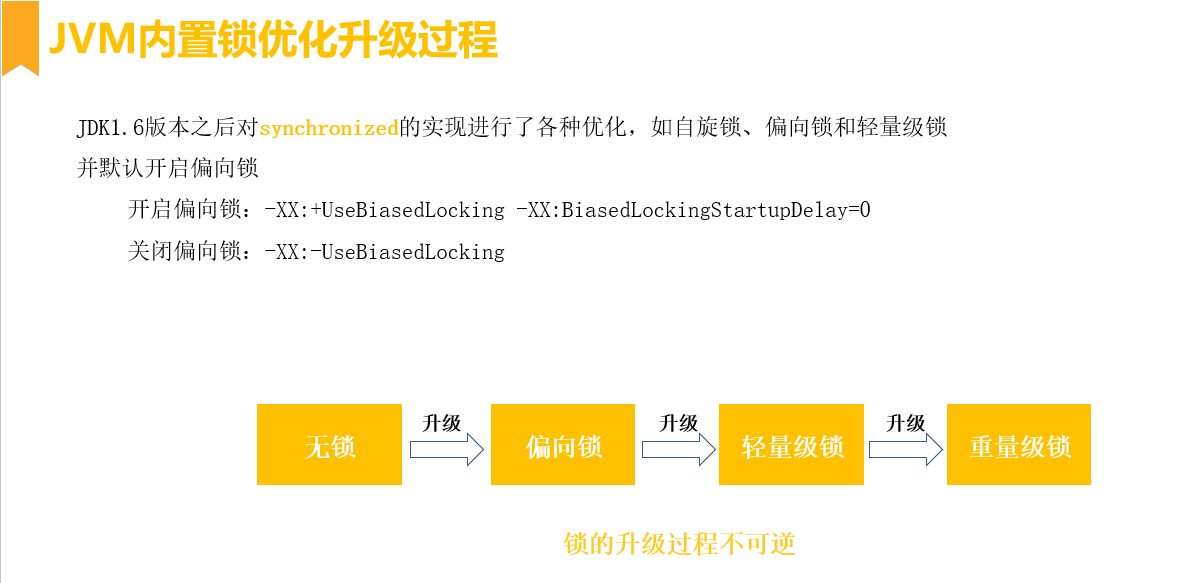 JVM内置锁优化升级过程
JDK1.6版本之后对synchronized的实现进行了各种优化，如自旋锁、偏向锁和轻量级锁
并默认开启偏向锁
开启偏向锁：-XX:+UseBiasedLocking -XX:BiasedLockingStartupDelay=0
关闭偏向锁：-XX:-UseBiasedLocking
无锁 升级 偏向锁 升级 轻量级锁 升级 重量级锁
锁的升级过程不可逆